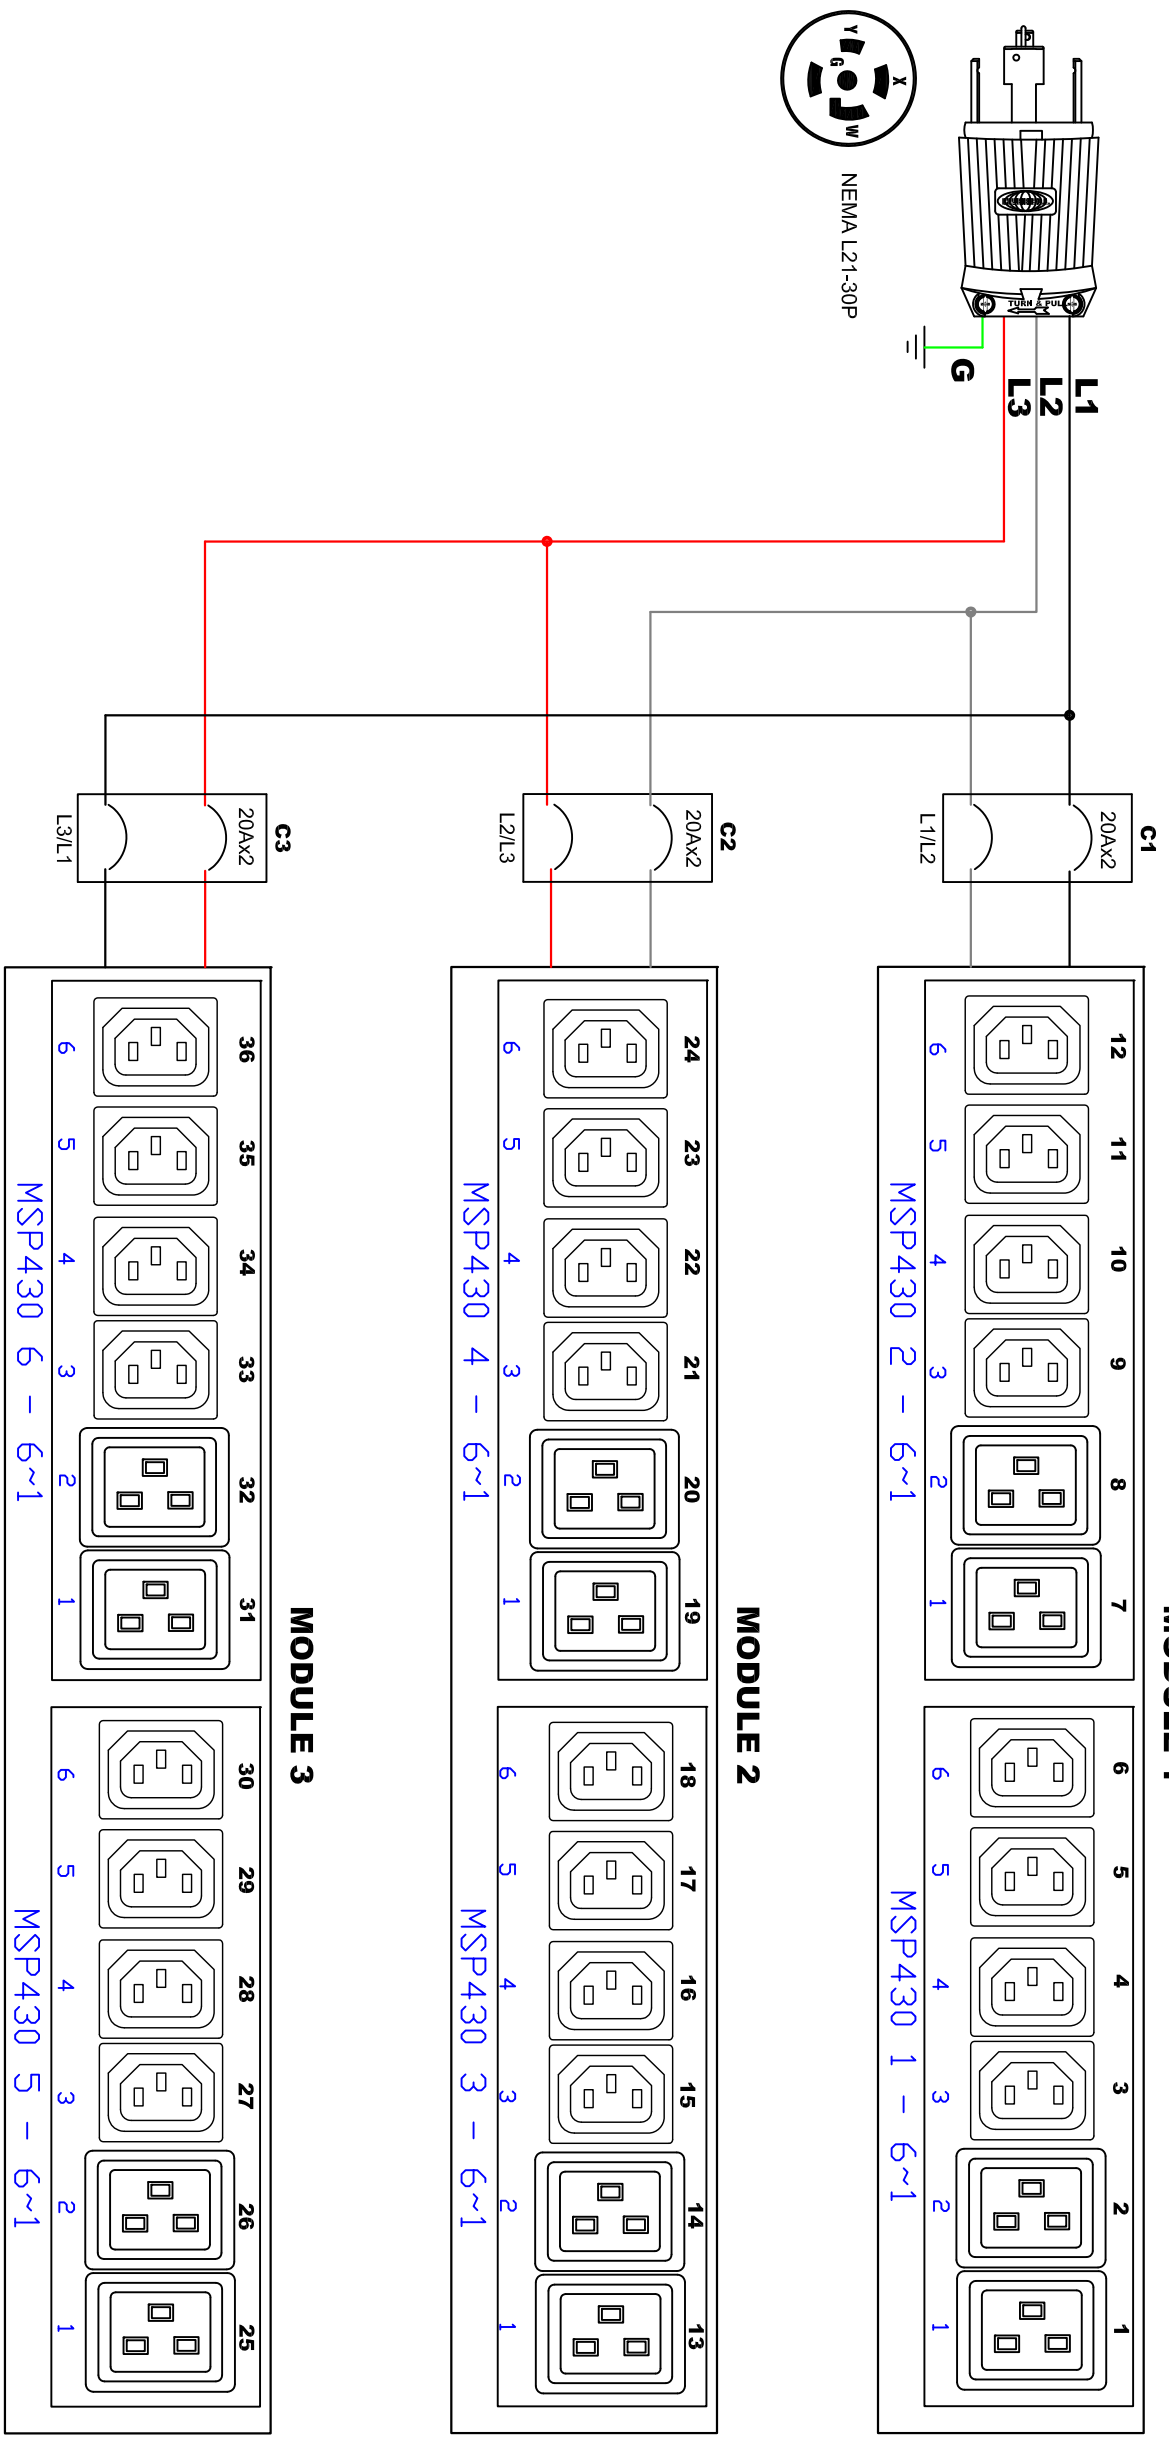 MODULE 1
C1
20Ax2
L1/L2
12 11 10 9 8 7
6 5 4 3 2 1
6 5 4 3 2 1
6 5 4 3 2 1
MSP430 2 - 6~1
MSP430 1 - 6~1
TURN & PULL
L1
L2
L3
G
X
Y
G
W
NEMA L21-30P
MODULE 2
C2
20Ax2
L2/L3
24 23 22 21 20 19
18 17 16 15 14 13
6 5 4 3 2 1
6 5 4 3 2 1
MSP430 4 - 6~1
MSP430 3 - 6~1
MODULE 3
C3
20Ax2
L3/L1
36 35 34 33 32 31
30 29 28 27 26 25
6 5 4 3 2 1
6 5 4 3 2 1
MSP430 6 - 6~1
MSP430 5 - 6~1